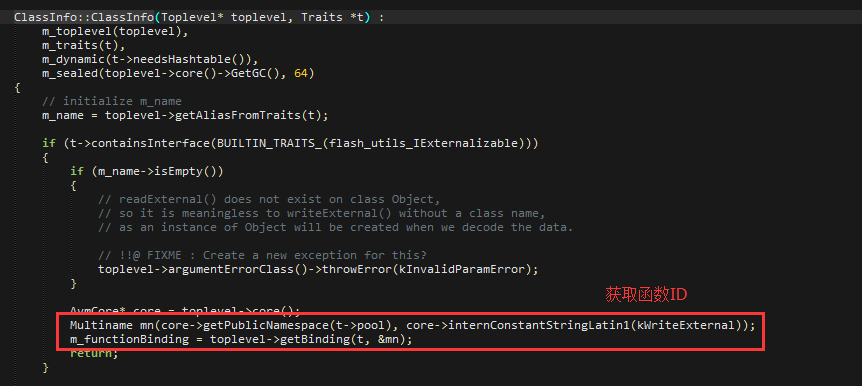 ClassInfo::ClassInfo(Toplevel* toplevel, Traits *t) :
m_toplevel(toplevel),
m_traits(t),
m_dynamic(t->needsHashtable()),
m_sealed(toplevel->core()->GetGC(), 64)
{
// initialize m_name
m_name = toplevel->getAliasFromTraits(t);
if (t->containsInterface(BUILTIN_TRAITS_(flash_utils_IExternalizable)))
{
if (m_name->isEmpty())
{
// readExternal() does not exist on class Object,
// so it is meaningless to writeExternal() without a class name,
// as an instance of Object will be created when we decode the data.
// !!@ FIXME : Create a new exception for this?
toplevel->argumentErrorClass()->throwError(kInvalidParamError);
}
获取函数ID
AvmCore* core = toplevel->core();
Multiname mn(core->getPublicNamespace(t->pool), core->internConstantStringLatin1(kWriteExternal));
m_functionBinding = toplevel->getBinding(t, &mn);
return;
}